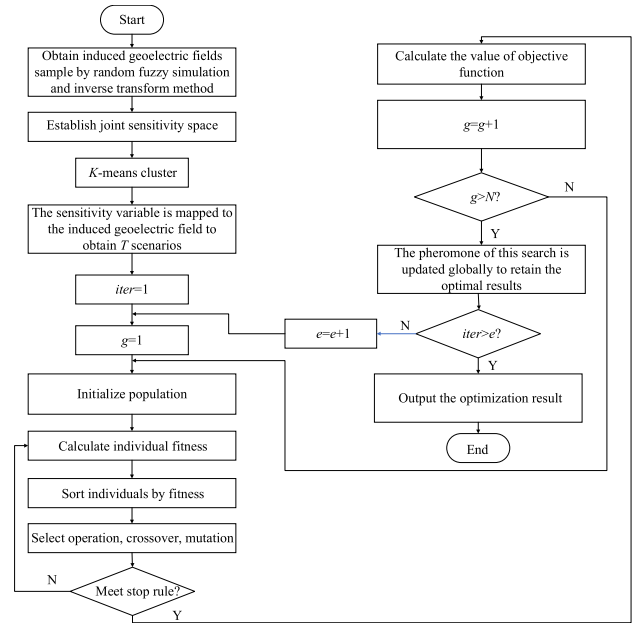 Start
Obtain induced geoelectric fields
sample by random fuzzy simulation
and inverse transform method
Establish joint sensitivity space
K-means cluster
The sensitivity variable is mapped to
the induced geoelectric field to
obtain T scenarios
iter=1
g=1
Initialize population
Calculate individual fitness
Sort individuals by fitness
Select operation, crossover, mutation
Meet stop rule?
N
Y
Calculate the value of objective
function
g=g+1
g>N?
N
Y
The pheromone of this search is
updated globally to retain the
optimal results
iter>e?
N
e=e+1
Y
Output the optimization result
End